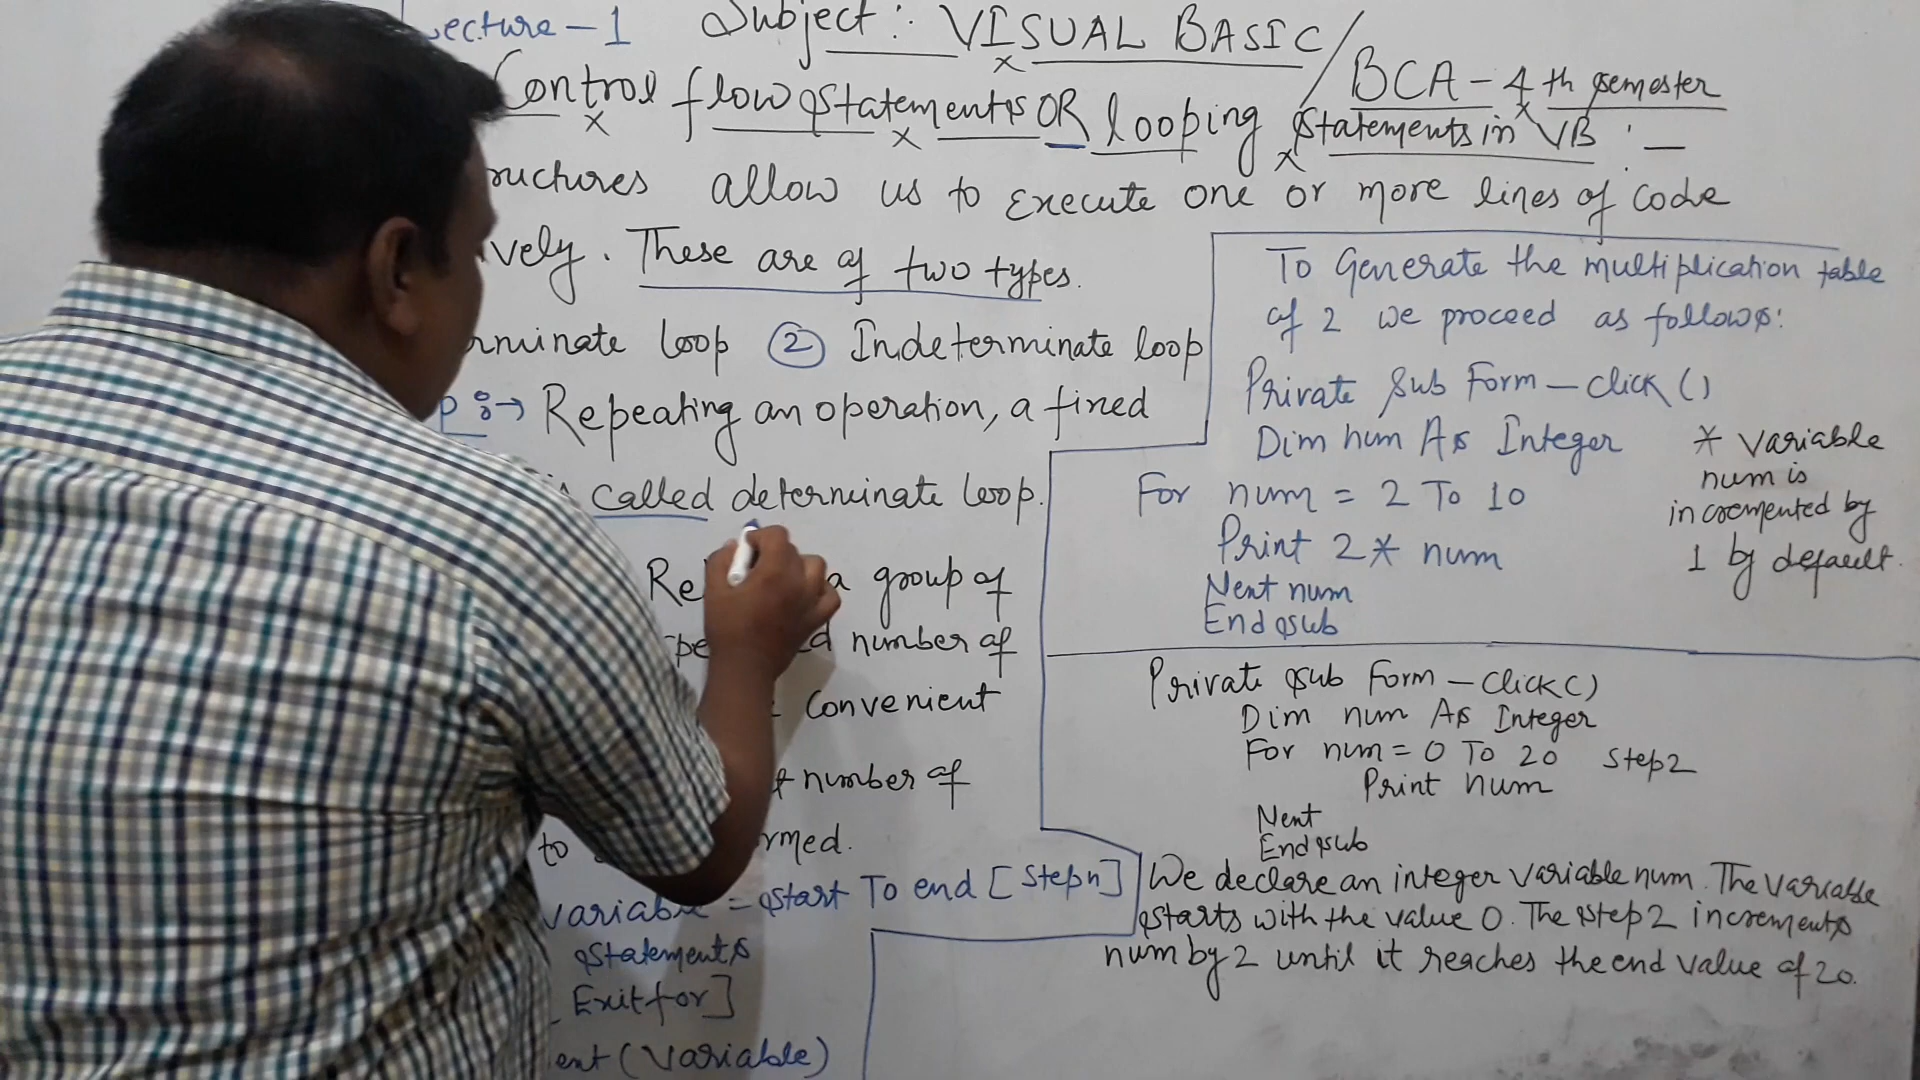 Lecture - 1 Subject : VISUAL BASIC /
BCA - 4th semester
Control flow Statements OR looping Statements in VB : -
ructures allow us to execute one or more lines of code
vely. These are of two types.
rminate loop ② Indeterminate loop
p :→ Repeating an operation, a fixed
called determinate loop.
Re a group of
number of
convenient
number of
to rmed.
variable = start To end [Step n]
Statements
Exit for]
ext (variable)
To Generate the multiplication table
of 2 we proceed as follows:
Private Sub Form - Click ()
Dim num As Integer
For num = 2 To 10
Print 2 * num
Next num
End sub
* variable
num is
incremented by
1 by default.
Private Sub Form - Click ()
Dim num As Integer
For num = 0 To 20 Step 2
Print num
Next
End sub
We declare an integer variable num. The variable
starts with the value 0. The step 2 increments
num by 2 until it reaches the end value of 20.